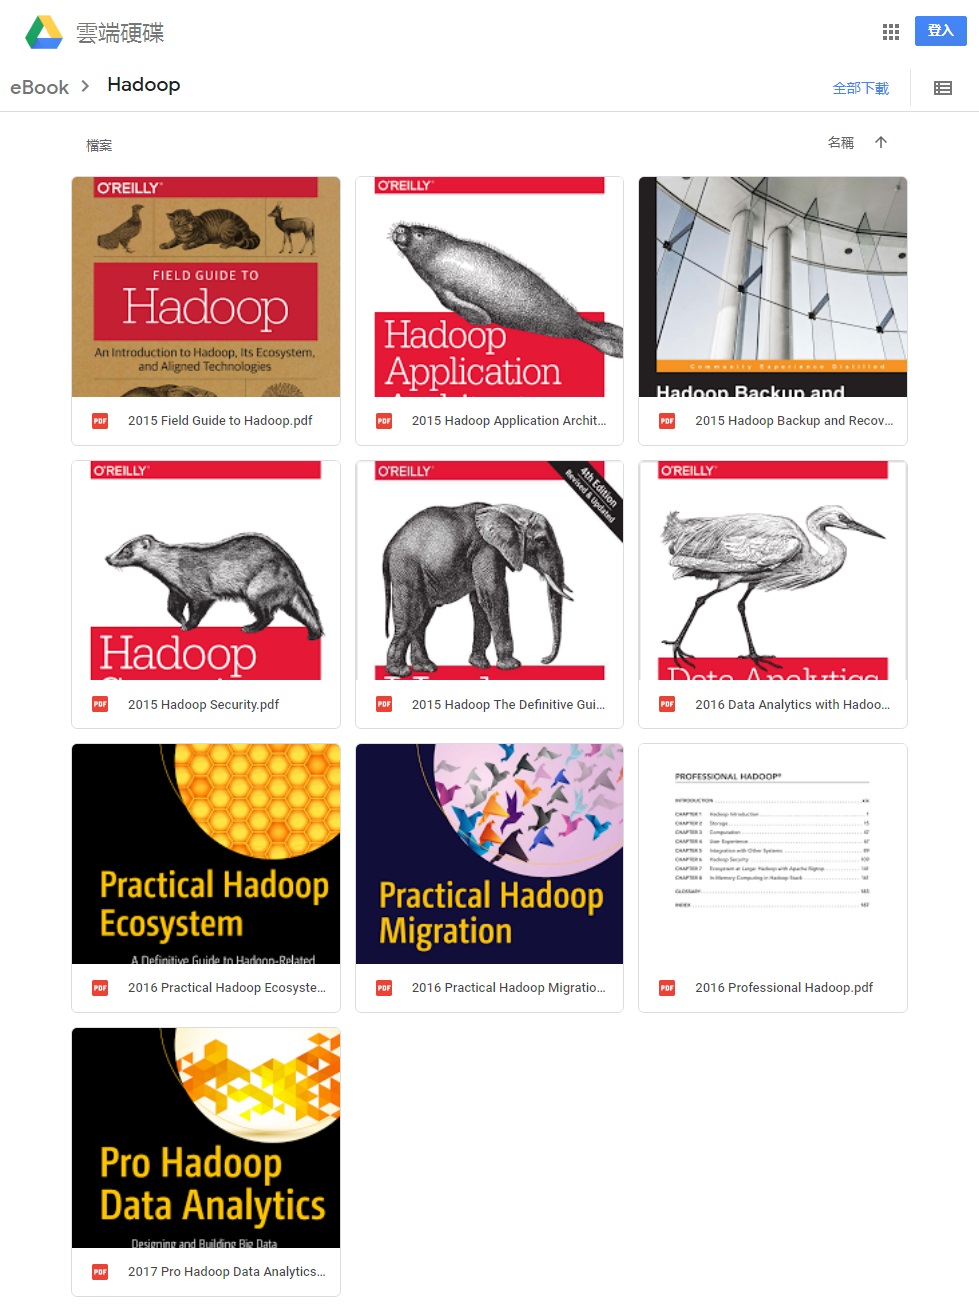 雲端硬碟
登入
eBook
Hadoop
全部下載
檔案
名稱
O'REILLY
FIELD GUIDE TO
Hadoop
An Introduction to Hadoop, Its Ecosystem,
and Aligned Technologies
PDF 2015 Field Guide to Hadoop.pdf
O'REILLY
Hadoop
Application
PDF 2015 Hadoop Application Archit...
Community Experience Distilled
Hadoop Backup and
PDF 2015 Hadoop Backup and Recov...
O'REILLY
Hadoop
PDF 2015 Hadoop Security.pdf
O'REILLY
4th Edition
Revised & Updated
PDF 2015 Hadoop The Definitive Gui...
O'REILLY
Data Analytics
PDF 2016 Data Analytics with Hadoo...
Practical Hadoop
Ecosystem
A Definitive Guide to Hadoop-Related
PDF 2016 Practical Hadoop Ecosyste...
Practical Hadoop
Migration
PDF 2016 Practical Hadoop Migratio...
PROFESSIONAL HADOOP®
INTRODUCTION xix
CHAPTER 1 Hadoop Introduction 1
CHAPTER 2 Storage 15
CHAPTER 3 Computation
CHAPTER 4 User Experience
CHAPTER 5 Integration with Other Systems
CHAPTER 6 Hadoop Security 109
CHAPTER 7 Ecosystem at Large: Hadoop with Apache Bigtop
CHAPTER 8 In-Memory Computing in Hadoop Stack
GLOSSARY
INDEX 187
PDF 2016 Professional Hadoop.pdf
Pro Hadoop
Data Analytics
Designing and Building Big Data
PDF 2017 Pro Hadoop Data Analytics...